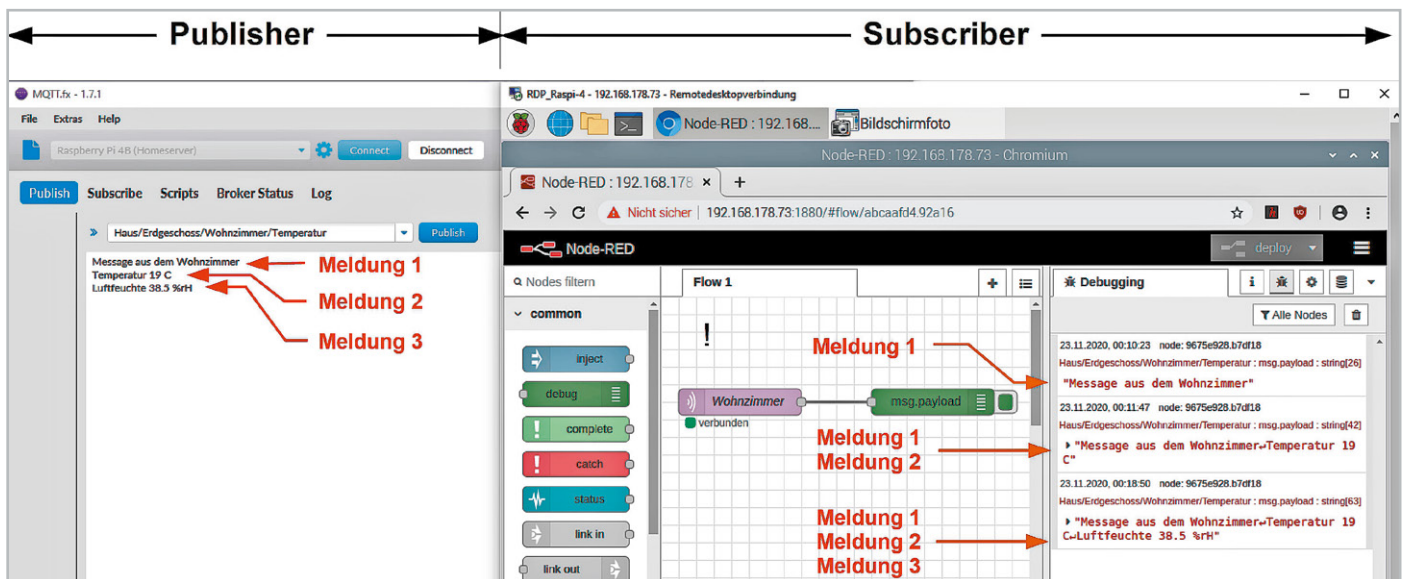 Publisher
Subscriber
MQTT.fx - 1.7.1
File Extras Help
Raspberry Pi 4B (Homeserver)
Connect
Disconnect
Publish
Subscribe
Scripts
Broker Status
Log
Haus/Erdgeschoss/Wohnzimmer/Temperatur
Publish
Message aus dem Wohnzimmer
Temperatur 19 C
Luftfeuchte 38.5 %rH
Meldung 1
Meldung 2
Meldung 3
RDP_Raspi-4 - 192.168.178.73 - Remotedesktopverbindung
Node-RED : 192.168....
Bildschirmfoto
Node-RED : 192.168.178.73 - Chromium
Node-RED : 192.168.178
Nicht sicher | 192.168.178.73:1880/#flow/abcaafd4.92a16
Node-RED
deploy
Nodes filtern
common
inject
debug
complete
catch
status
link in
link out
Flow 1
!
Meldung 1
Wohnzimmer
msg.payload
verbunden
Meldung 1
Meldung 2
Meldung 1
Meldung 2
Meldung 3
Debugging
Alle Nodes
23.11.2020, 00:10:23 node: 9675e928.b7df18
Haus/Erdgeschoss/Wohnzimmer/Temperatur : msg.payload : string[26]
"Message aus dem Wohnzimmer"
23.11.2020, 00:11:47 node: 9675e928.b7df18
Haus/Erdgeschoss/Wohnzimmer/Temperatur : msg.payload : string[42]
"Message aus dem Wohnzimmer↵Temperatur 19
C"
23.11.2020, 00:18:50 node: 9675e928.b7df18
Haus/Erdgeschoss/Wohnzimmer/Temperatur : msg.payload : string[63]
"Message aus dem Wohnzimmer↵Temperatur 19
C↵Luftfeuchte 38.5 %rH"